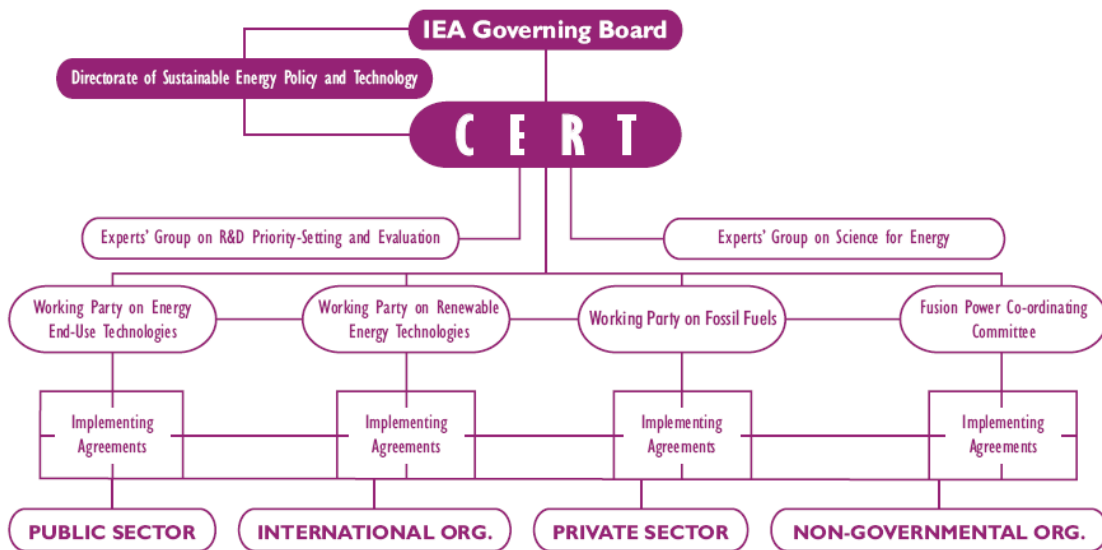 IEA Governing Board
Directorate of Sustainable Energy Policy and Technology
CERT
Experts' Group on R&D Priority-Setting and Evaluation
Experts' Group on Science for Energy
Working Party on Energy
End-Use Technologies
Working Party on Renewable
Energy Technologies
Working Party on Fossil Fuels
Fusion Power Co-ordinating
Committee
Implementing
Agreements
Implementing
Agreements
Implementing
Agreements
Implementing
Agreements
PUBLIC SECTOR
INTERNATIONAL ORG.
PRIVATE SECTOR
NON-GOVERNMENTAL ORG.